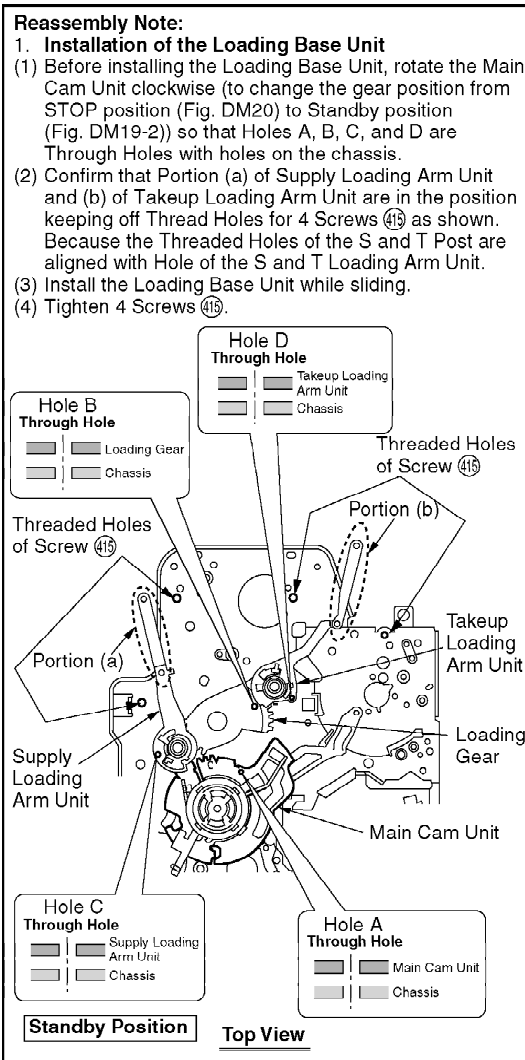 Reassembly Note:
1. Installation of the Loading Base Unit
(1) Before installing the Loading Base Unit, rotate the Main
Cam Unit clockwise (to change the gear position from
STOP position (Fig. DM20) to Standby position
(Fig. DM19-2)) so that Holes A, B, C, and D are
Through Holes with holes on the chassis.
(2) Confirm that Portion (a) of Supply Loading Arm Unit
and (b) of Takeup Loading Arm Unit are in the position
keeping off Thread Holes for 4 Screws (415) as shown.
Because the Threaded Holes of the S and T Post are
aligned with Hole of the S and T Loading Arm Unit.
(3) Install the Loading Base Unit while sliding.
(4) Tighten 4 Screws (415).
Hole D
Through Hole
Takeup Loading
Arm Unit
Chassis
Hole B
Through Hole
Loading Gear
Chassis
Threaded Holes
of Screw (415)
Portion (b)
Threaded Holes
of Screw (415)
Portion (a)
Takeup
Loading
Arm Unit
Loading
Gear
Supply
Loading
Arm Unit
Main Cam Unit
Hole C
Through Hole
Supply Loading
Arm Unit
Chassis
Hole A
Through Hole
Main Cam Unit
Chassis
Standby Position
Top View